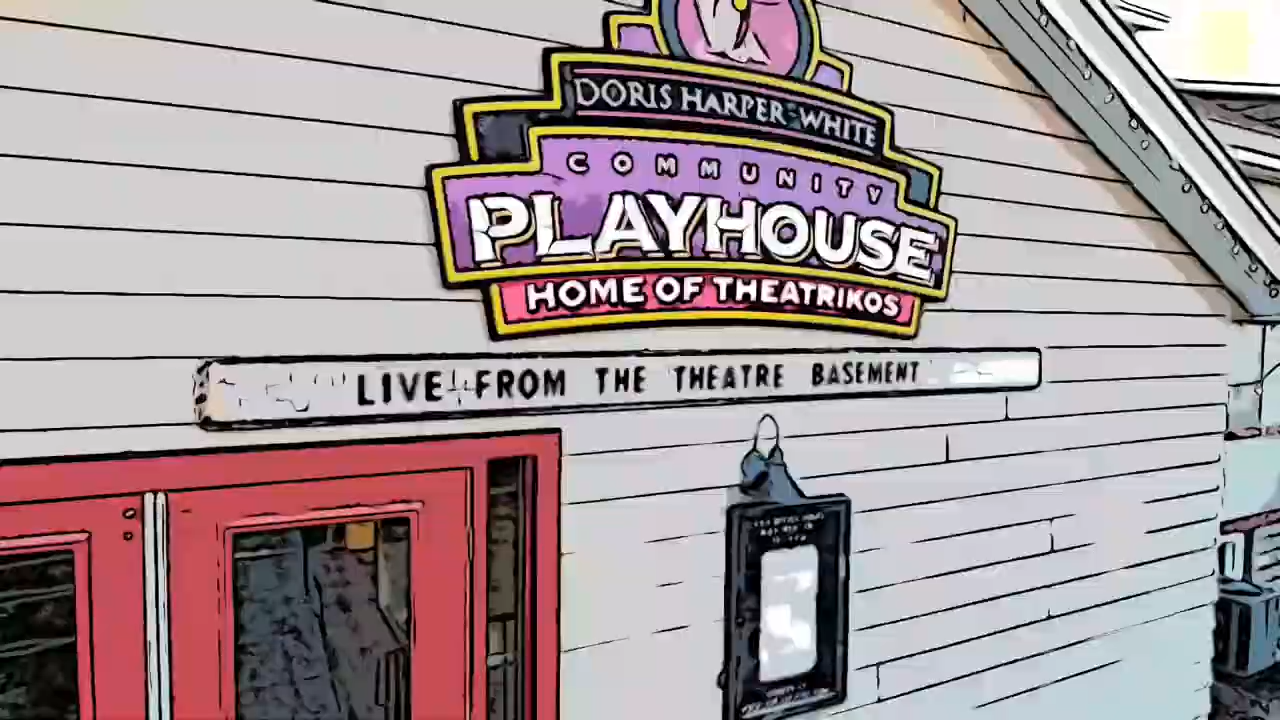 DORIS HARPER-WHITE
COMMUNITY
PLAYHOUSE
HOME OF THEATRIKOS
LIVE FROM THE THEATRE BASEMENT